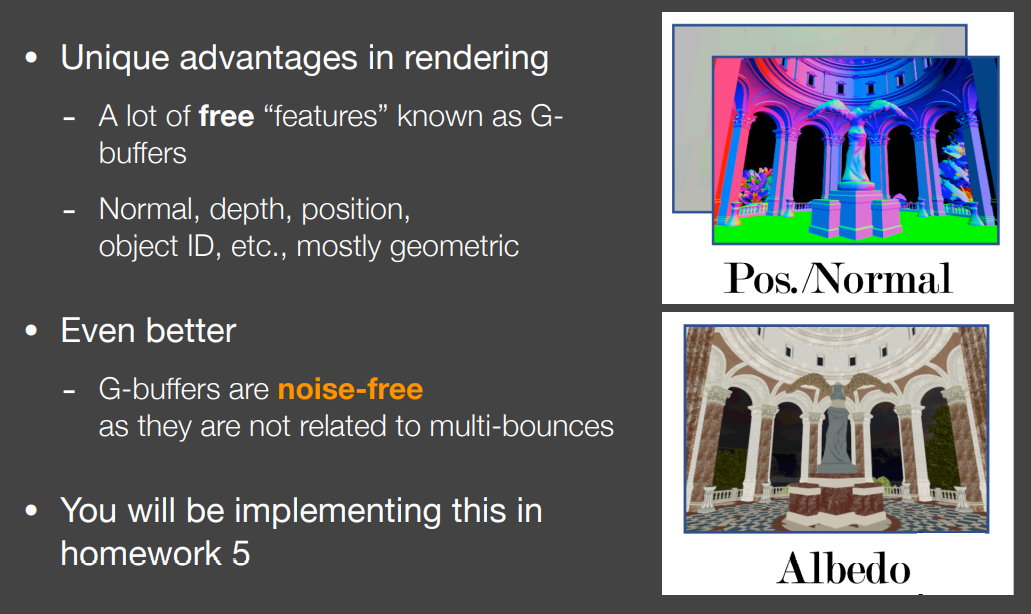 • Unique advantages in rendering
- A lot of free “features” known as G-
buffers
- Normal, depth, position,
object ID, etc., mostly geometric
• Even better
- G-buffers are noise-free
as they are not related to multi-bounces
• You will be implementing this in
homework 5
Pos./Normal
Albedo